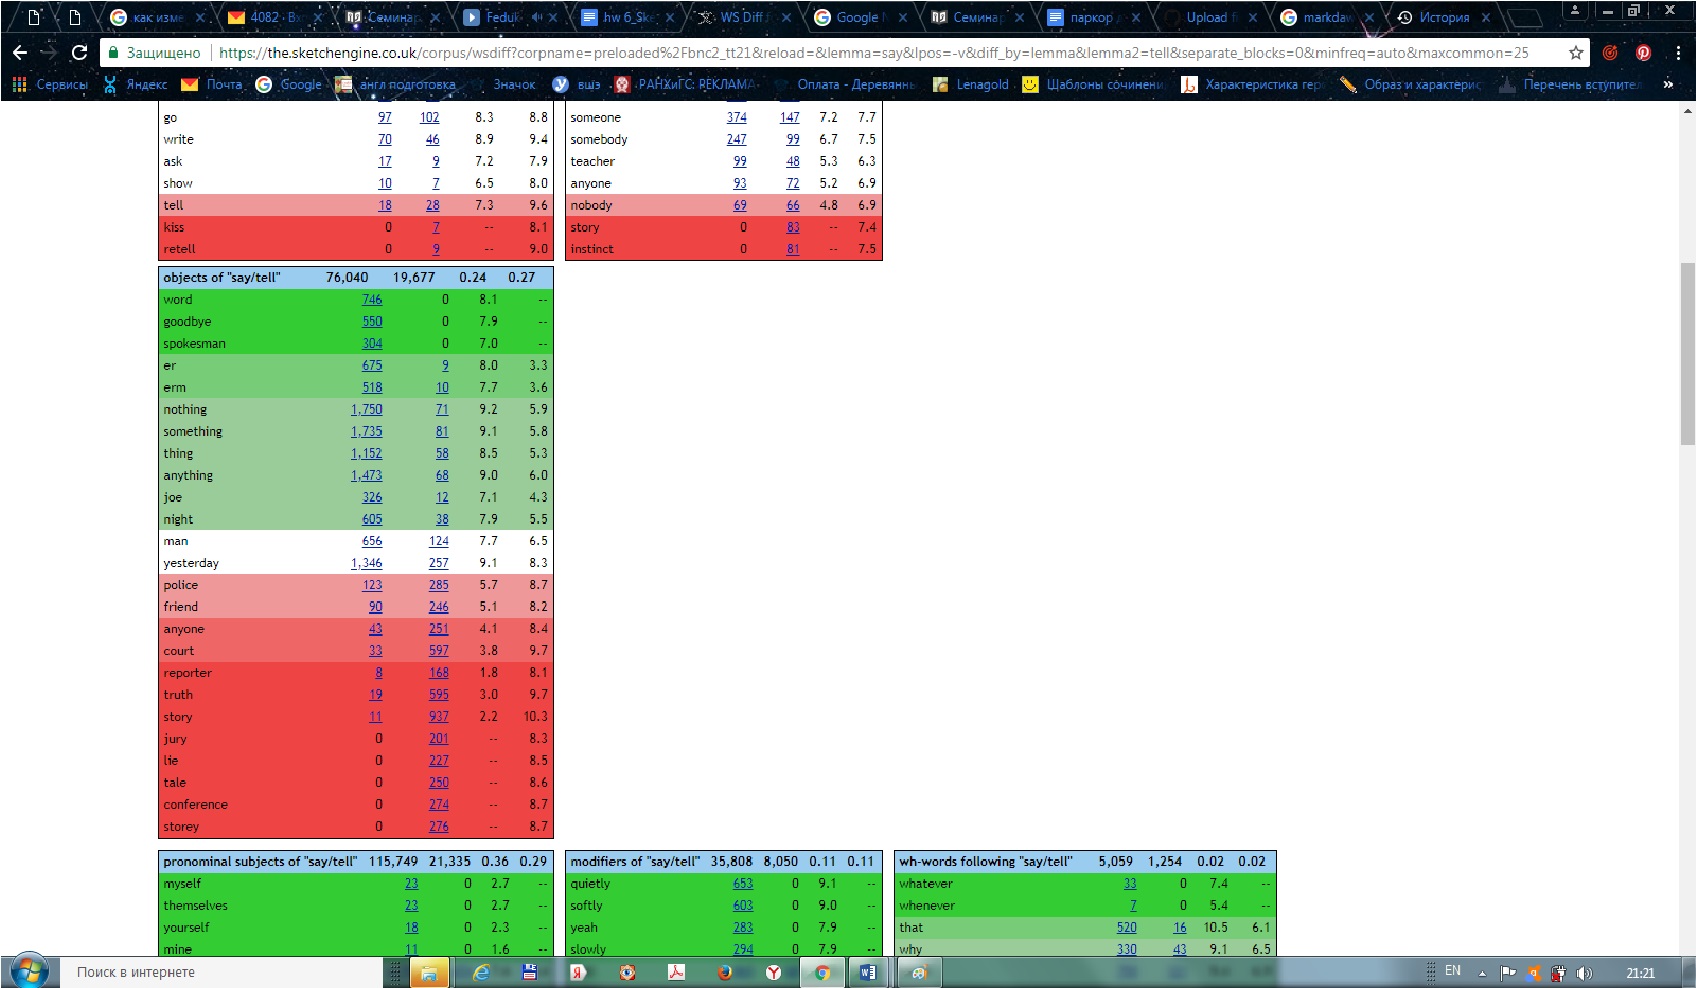 как изме 4082 - Вхо Семинар Feduk hw 6_Ske WS Diff f Google Семинар паркор Upload f markdaw История
Защищено https://the.sketchengine.co.uk/corpus/wsdiff?corpname=preloaded%2Fbnc2_tt21&reload=&lemma=say&lpos=-v&diff_by=lemma&lemma2=tell&separate_blocks=0&minfreq=auto&maxcommon=25
Сервисы Яндекс Почта Google англ подготовка Значок вшэ РАНХиГС: РЕКЛАМА Оплата - Деревянн Lenagold Шаблоны сочинени Характеристика гер Образ и характерис Перечень вступител »
go 97 102 8.3 8.8
write 70 46 8.9 9.4
ask 17 9 7.2 7.9
show 10 7 6.5 8.0
tell 18 28 7.3 9.6
kiss 0 7 -- 8.1
retell 0 9 -- 9.0
someone 374 147 7.2 7.7
somebody 247 99 6.7 7.5
teacher 99 48 5.3 6.3
anyone 93 72 5.2 6.9
nobody 69 66 4.8 6.9
story 0 83 -- 7.4
instinct 0 81 -- 7.5
objects of "say/tell" 76,040 19,677 0.24 0.27
word 746 0 8.1 --
goodbye 550 0 7.9 --
spokesman 304 0 7.0 --
er 675 9 8.0 3.3
erm 518 10 7.7 3.6
nothing 1,750 71 9.2 5.9
something 1,735 81 9.1 5.8
thing 1,152 58 8.5 5.3
anything 1,473 68 9.0 6.0
joe 326 12 7.1 4.3
night 605 38 7.9 5.5
man 656 124 7.7 6.5
yesterday 1,346 257 9.1 8.3
police 123 285 5.7 8.7
friend 90 246 5.1 8.2
anyone 43 251 4.1 8.4
court 33 597 3.8 9.7
reporter 8 168 1.8 8.1
truth 19 595 3.0 9.7
story 11 937 2.2 10.3
jury 0 201 -- 8.3
lie 0 227 -- 8.5
tale 0 250 -- 8.6
conference 0 274 -- 8.7
storey 0 276 -- 8.7
pronominal subjects of "say/tell" 115,749 21,335 0.36 0.29
myself 23 0 2.7 --
themselves 23 0 2.7 --
yourself 18 0 2.3 --
mine 11 0 1.6 --
modifiers of "say/tell" 35,808 8,050 0.11 0.11
quietly 653 0 9.1 --
softly 603 0 9.0 --
yeah 283 0 7.9 --
slowly 294 0 7.9 --
wh-words following "say/tell" 5,059 1,254 0.02 0.02
whatever 33 0 7.4 --
whenever 7 0 5.4 --
that 520 16 10.5 6.1
why 330 43 9.1 6.5
Поиск в интернете EN 21:21